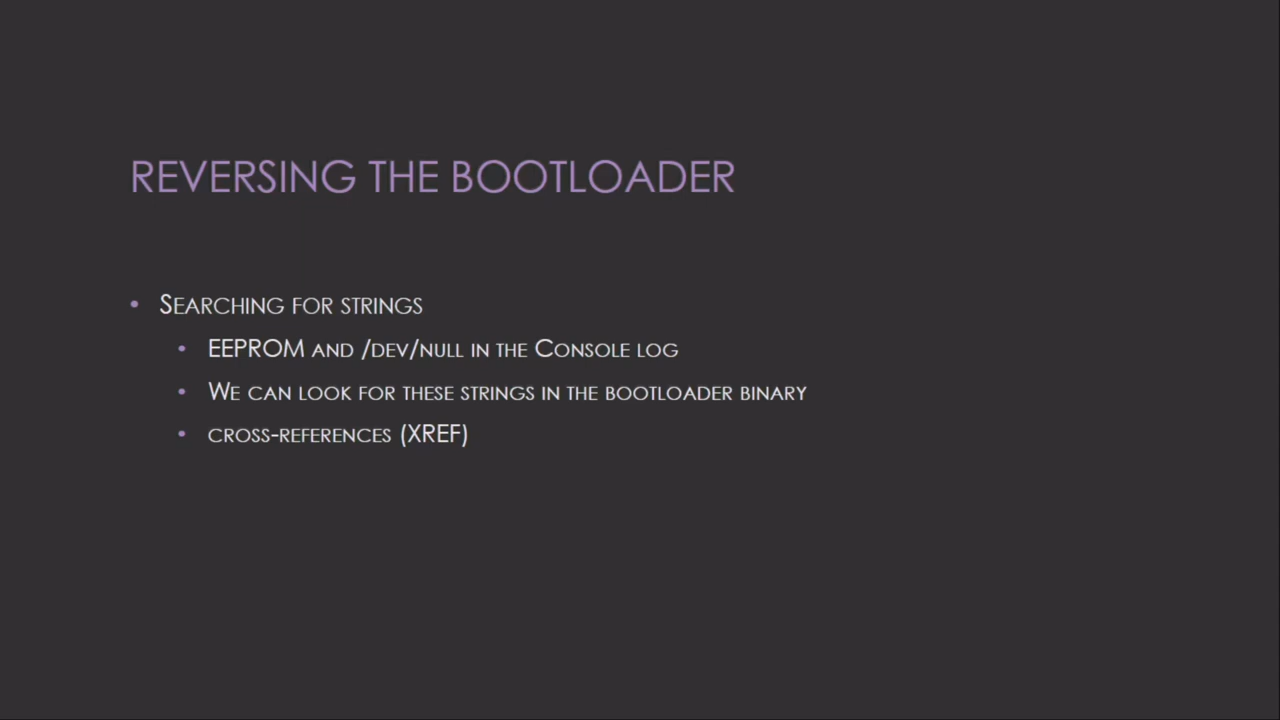 REVERSING THE BOOTLOADER
• Searching for strings
• EEPROM and /dev/null in the Console log
• We can look for these strings in the bootloader binary
• cross-references (XREF)